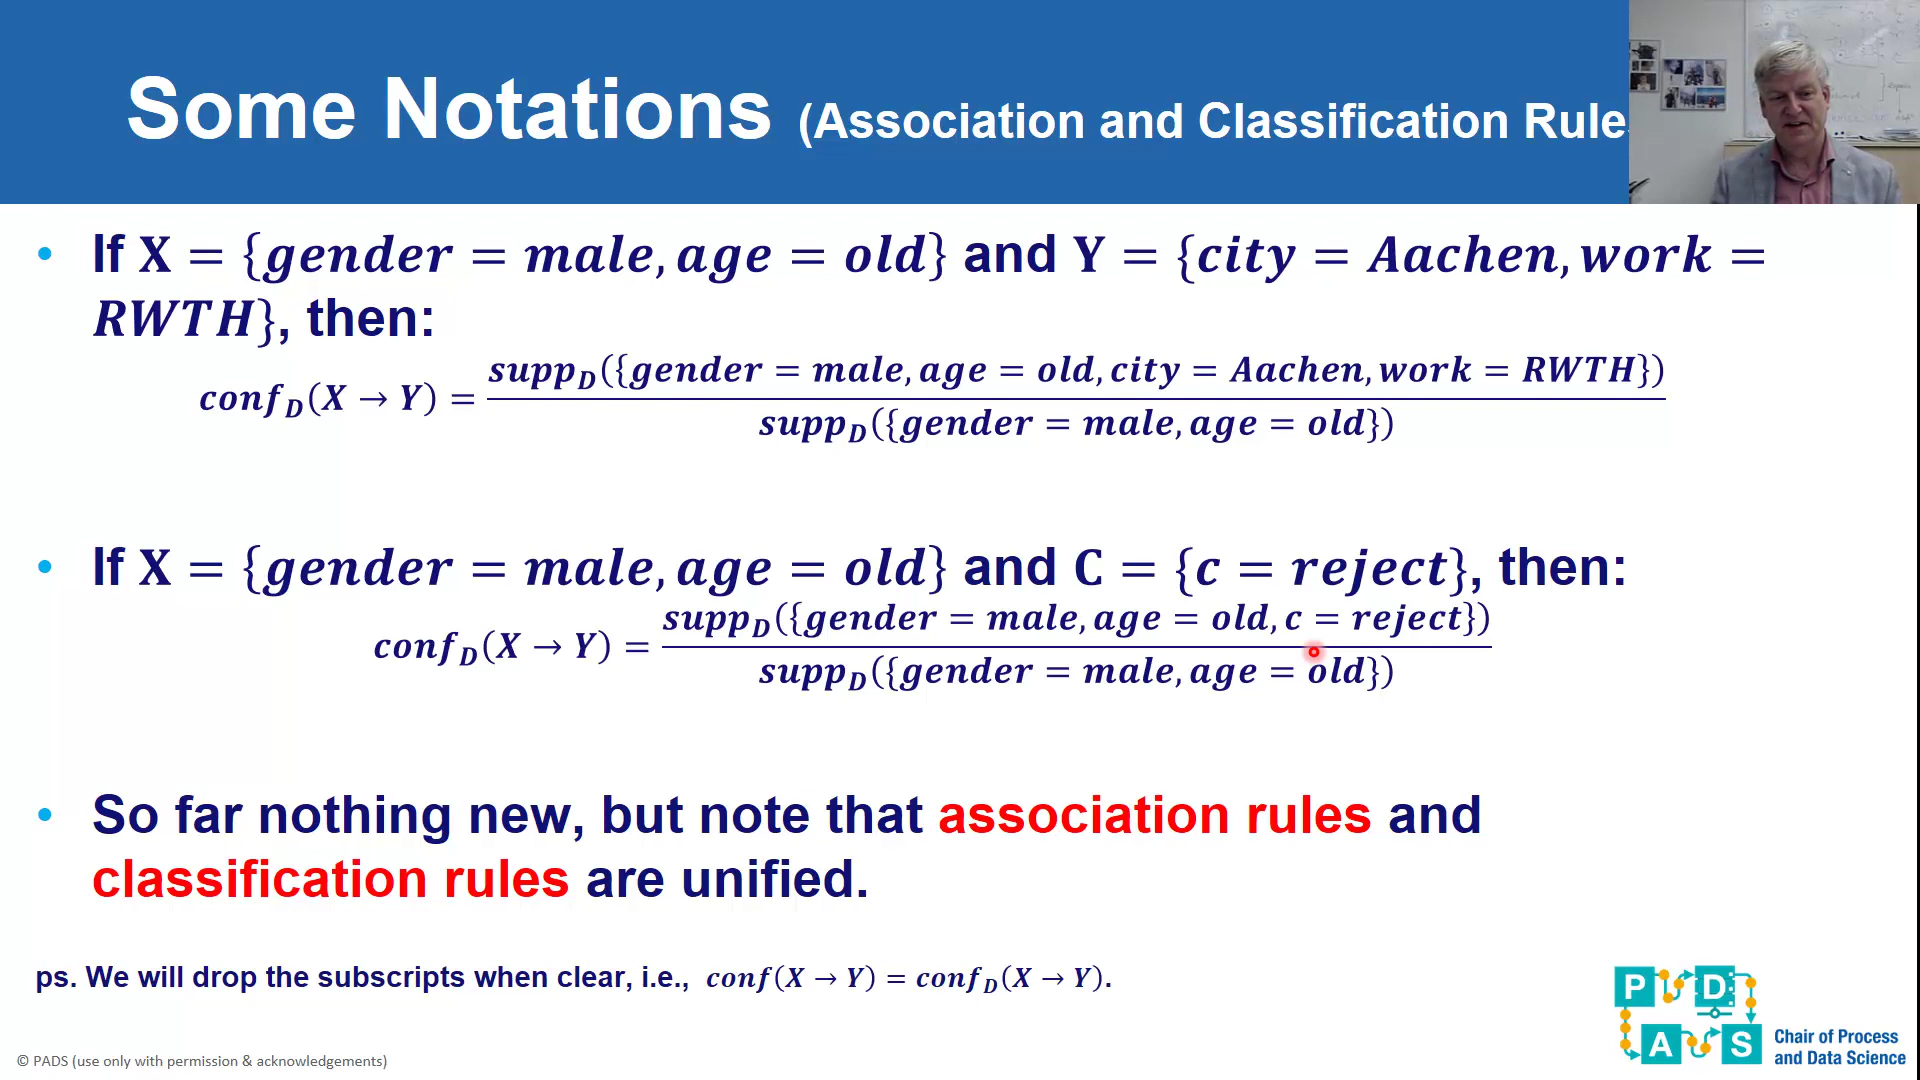 Some Notations (Association and Classification Rule
• If X = {gender = male, age = old} and Y = {city = Aachen, work =
RWTH}, then:
conf_D(X → Y) = supp_D({gender = male, age = old, city = Aachen, work = RWTH})
supp_D({gender = male, age = old})
• If X = {gender = male, age = old} and C = {c = reject}, then:
conf_D(X → Y) = supp_D({gender = male, age = old, c = reject})
supp_D({gender = male, age = old})
• So far nothing new, but note that association rules and
classification rules are unified.
ps. We will drop the subscripts when clear, i.e., conf(X → Y) = conf_D(X → Y).
P D
A S
Chair of Process
and Data Science
© PADS (use only with permission & acknowledgements)